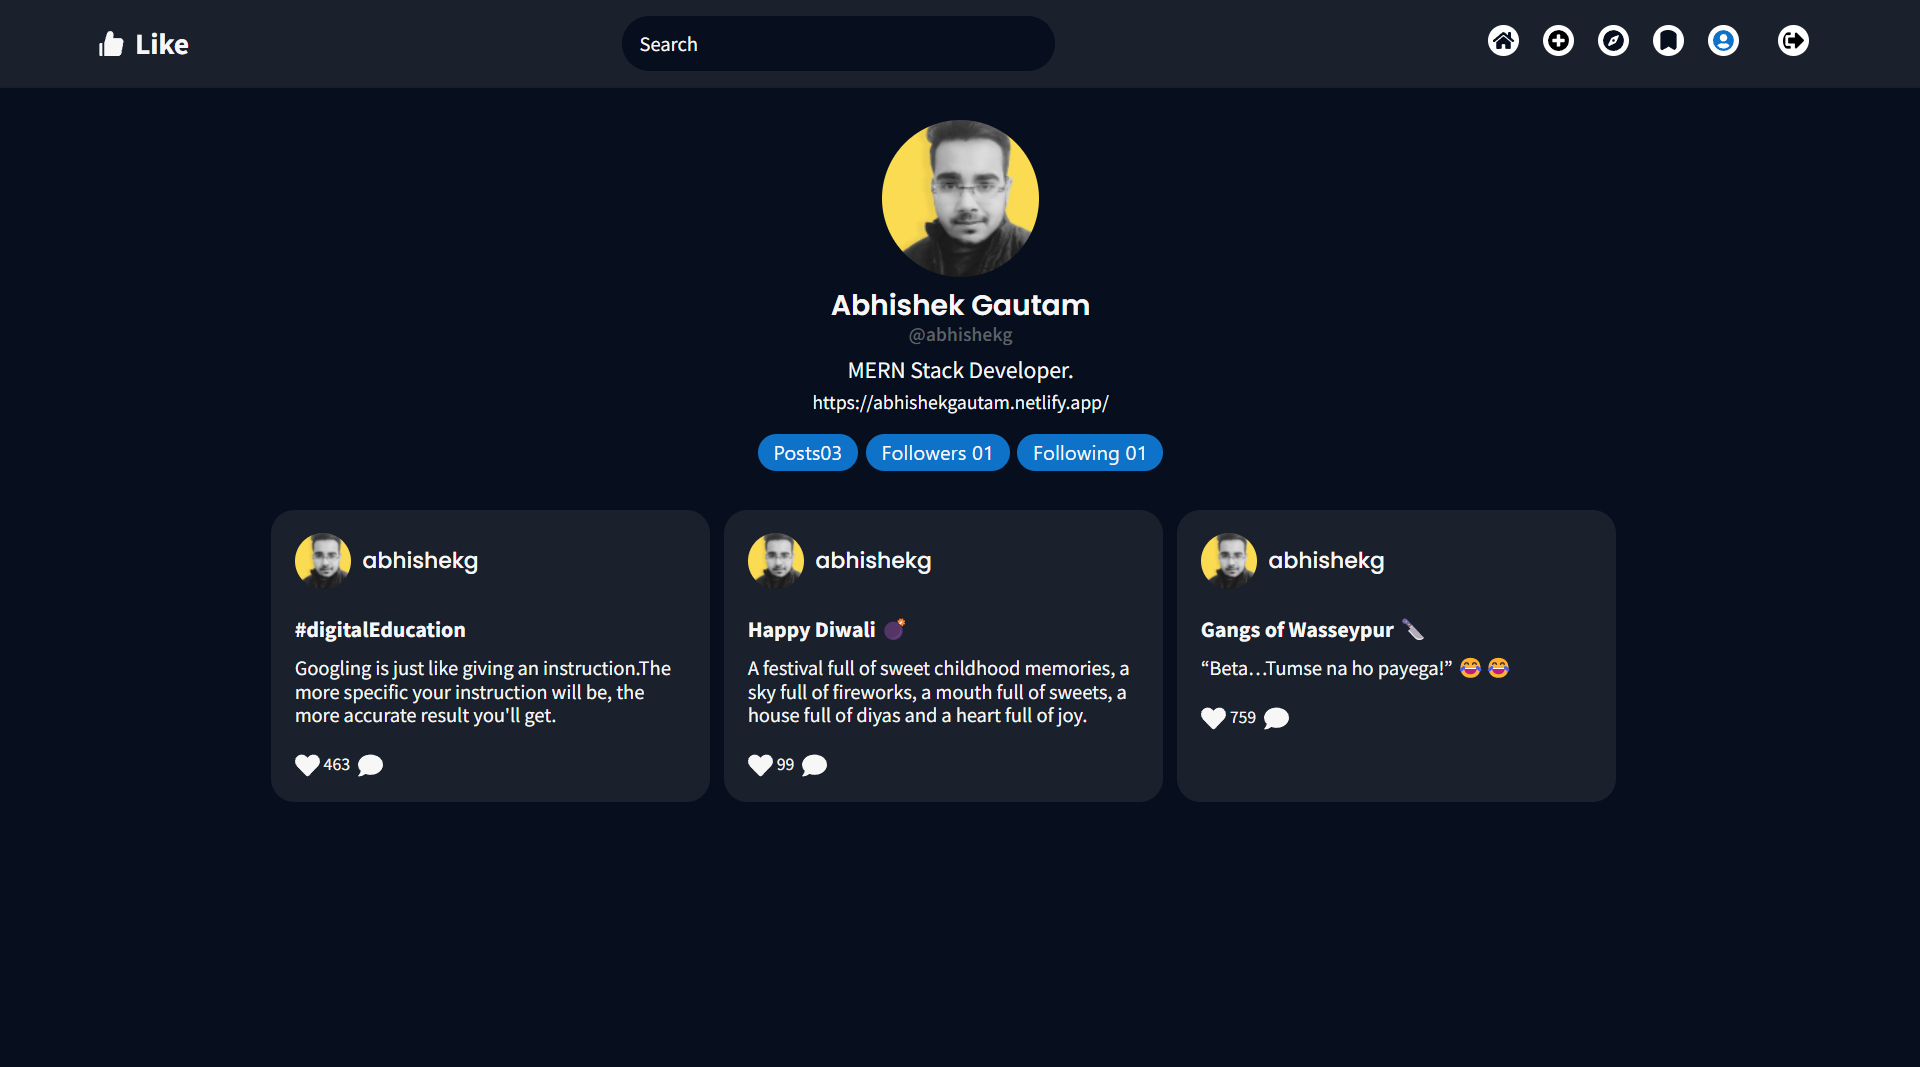 Like
Search
Abhishek Gautam
@abhishekg
MERN Stack Developer.
https://abhishekgautam.netlify.app/
Posts03 Followers 01 Following 01
abhishekg
#digitalEducation
Googling is just like giving an instruction.The
more specific your instruction will be, the
more accurate result you'll get.
463
abhishekg
Happy Diwali 💣
A festival full of sweet childhood memories, a
sky full of fireworks, a mouth full of sweets, a
house full of diyas and a heart full of joy.
99
abhishekg
Gangs of Wasseypur 🔪
“Beta…Tumse na ho payega!” 😂 😂
759